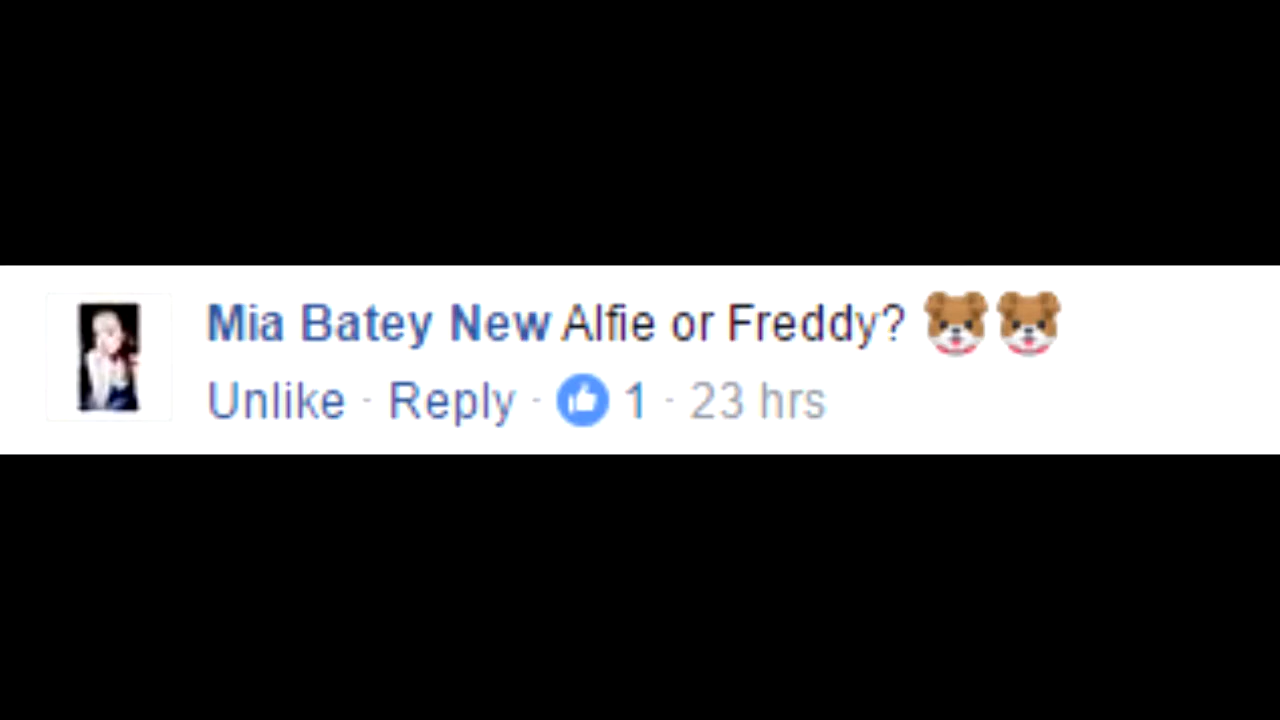 Mia Batey New Alfie or Freddy? 🐶🐶
Unlike · Reply · 1 · 23 hrs